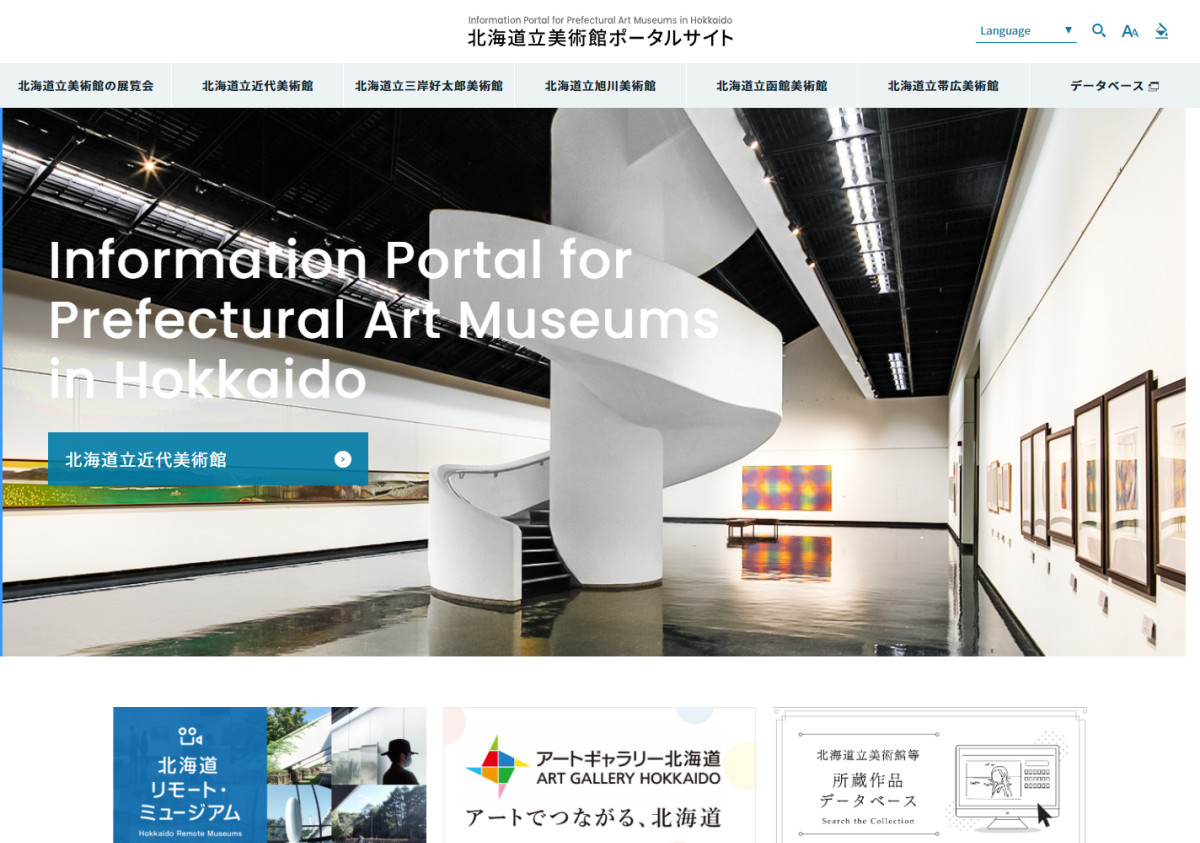 Information Portal for Prefectural Art Museums in Hokkaido
北海道立美術館ポータルサイト
Language
AA
北海道立美術館の展覧会
北海道立近代美術館
北海道立三岸好太郎美術館
北海道立旭川美術館
北海道立函館美術館
北海道立帯広美術館
データベース
Information Portal for
Prefectural Art Museums
in Hokkaido
北海道立近代美術館
北海道
リモート・
ミュージアム
Hokkaido Remote Museums
アートギャラリー北海道
ART GALLERY HOKKAIDO
アートでつながる、北海道
北海道立美術館等
所蔵作品
データベース
Search the Collection